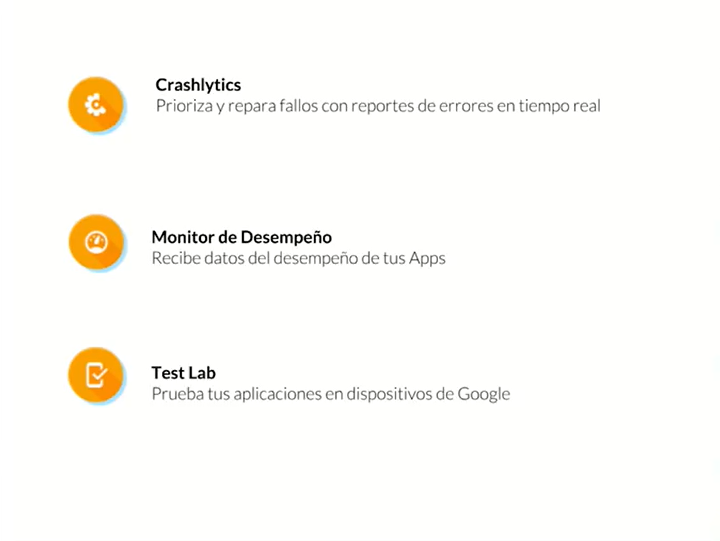 Crashlytics
Prioriza y repara fallos con reportes de errores en tiempo real
Monitor de Desempeño
Recibe datos del desempeño de tus Apps
Test Lab
Prueba tus aplicaciones en dispositivos de Google